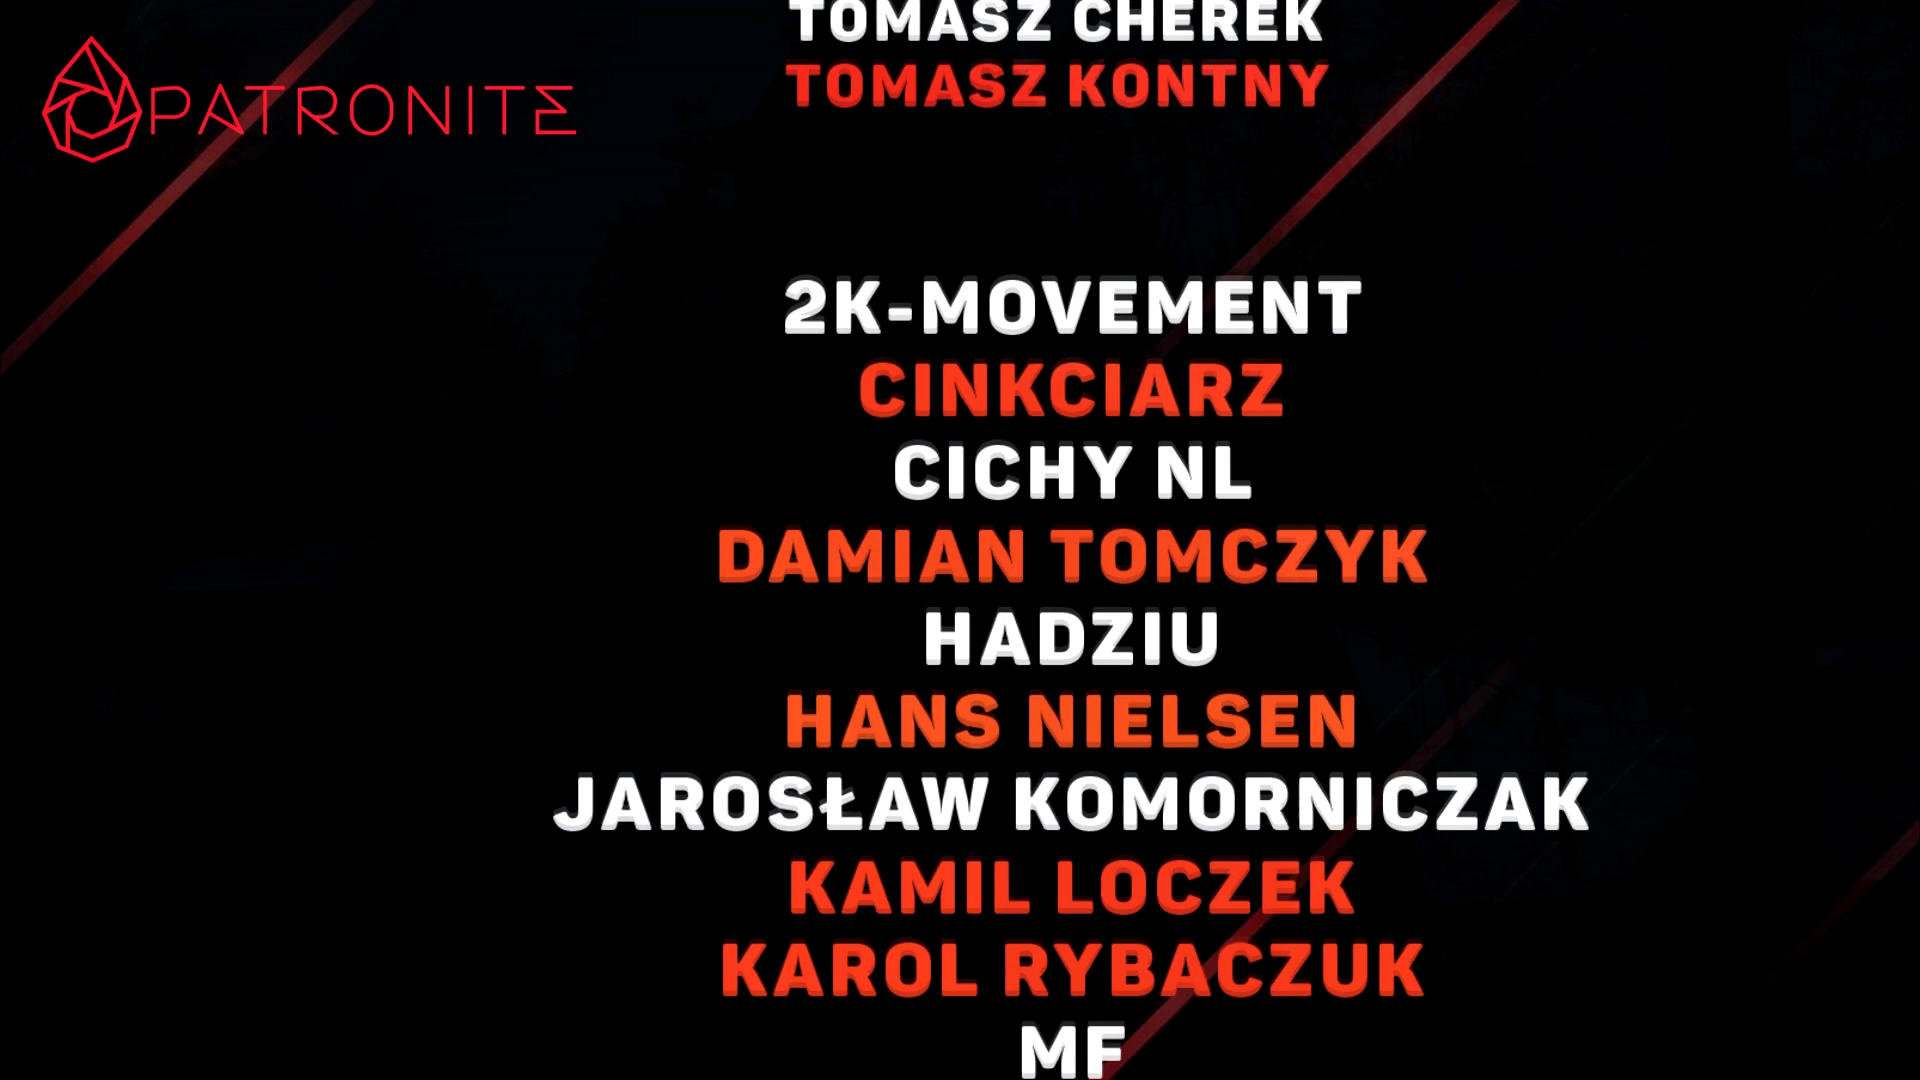 TOMASZ CHEREK
PATRONITE
TOMASZ KONTNY
2K-MOVEMENT
CINKCIARZ
CICHY NL
DAMIAN TOMCZYK
HADZIU
HANS NIELSEN
JAROSŁAW KOMORNICZAK
KAMIL LOCZEK
KAROL RYBACZUK
MF